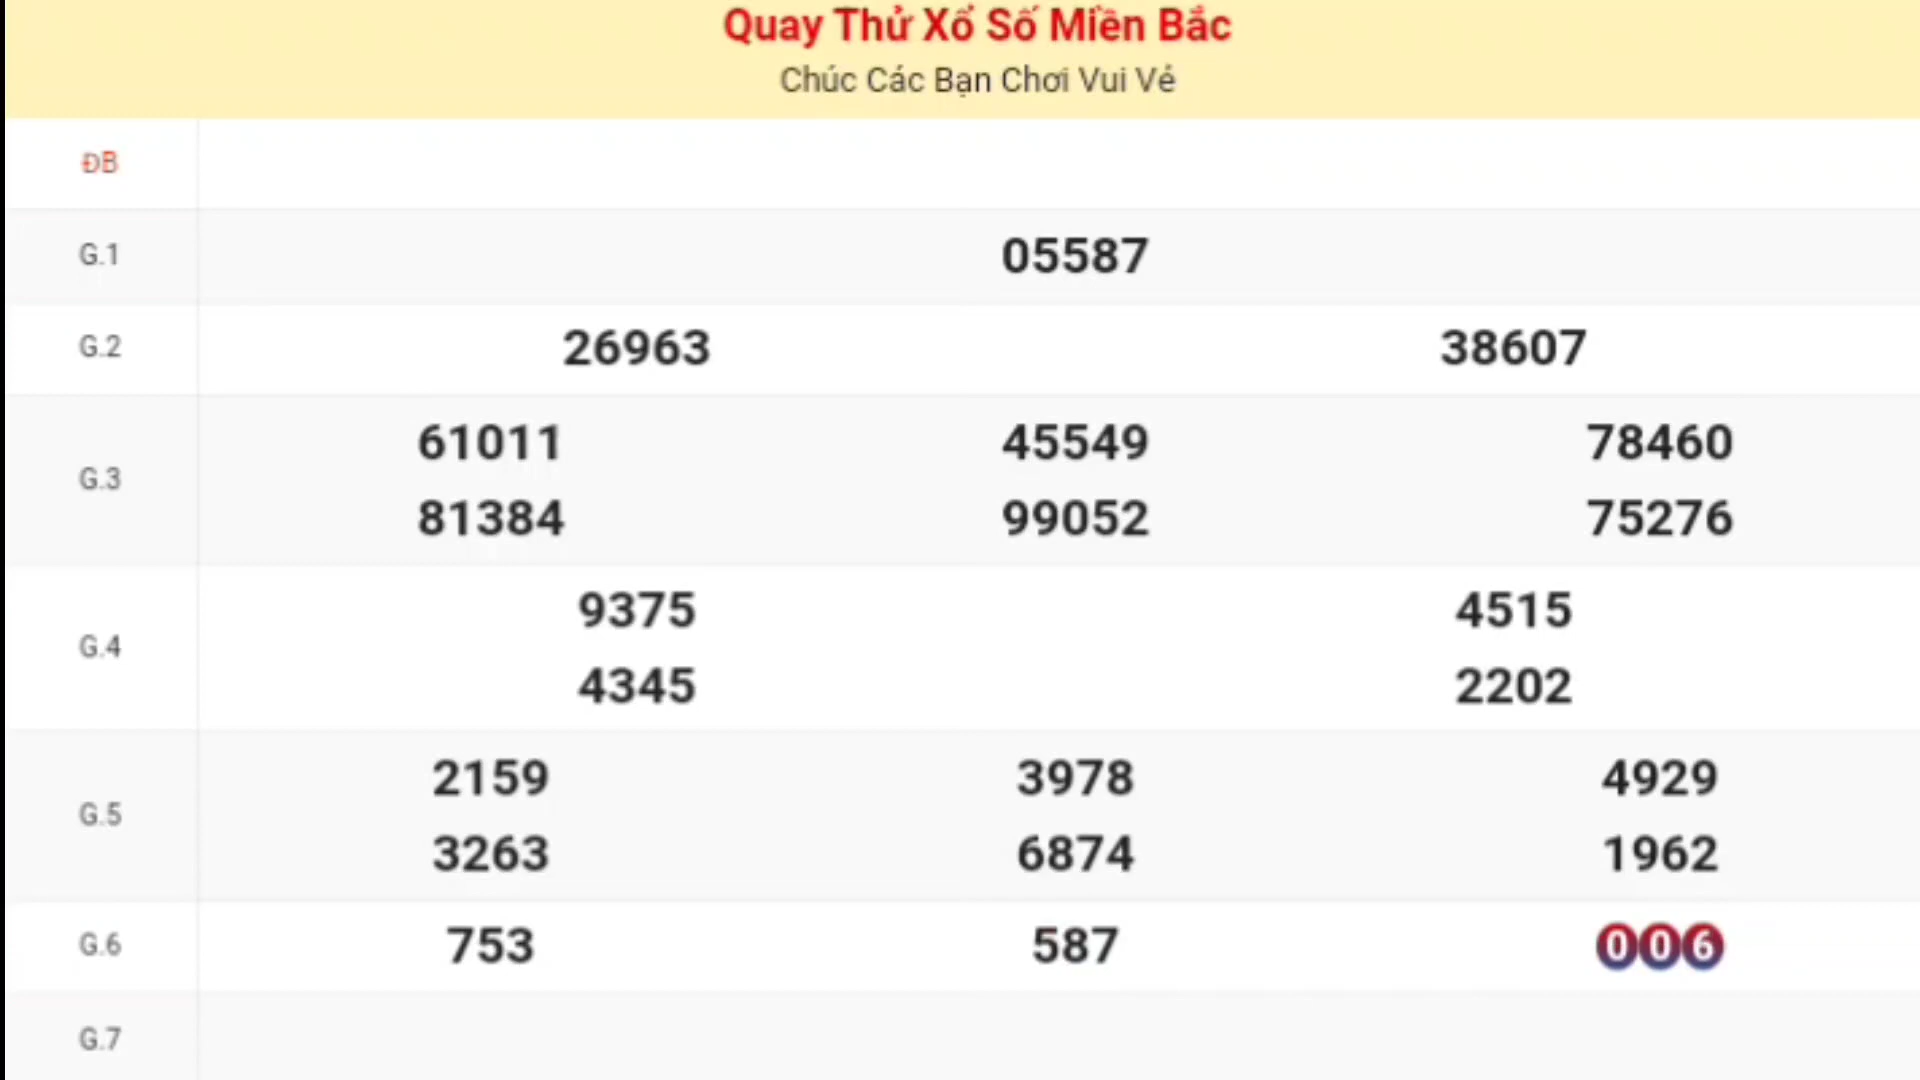 Quay Thử Xổ Số Miền Bắc
Chúc Các Bạn Chơi Vui Vẻ
ĐB
G.1 05587
G.2 26963 38607
G.3 61011 45549 78460
81384 99052 75276
G.4 9375 4515
4345 2202
G.5 2159 3978 4929
3263 6874 1962
G.6 753 587 006
G.7